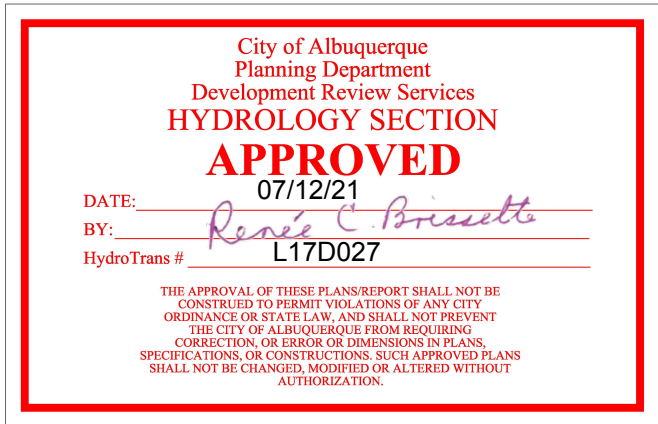 City of Albuquerque
Planning Department
Development Review Services
HYDROLOGY SECTION
APPROVED
DATE: 07/12/21
BY: Renée C. Brissette
HydroTrans # L17D027
THE APPROVAL OF THESE PLANS/REPORT SHALL NOT BE
CONSTRUED TO PERMIT VIOLATIONS OF ANY CITY
ORDINANCE OR STATE LAW, AND SHALL NOT PREVENT
THE CITY OF ALBUQUERQUE FROM REQUIRING
CORRECTION, OR ERROR OR DIMENSIONS IN PLANS,
SPECIFICATIONS, OR CONSTRUCTIONS. SUCH APPROVED PLANS
SHALL NOT BE CHANGED, MODIFIED OR ALTERED WITHOUT
AUTHORIZATION.